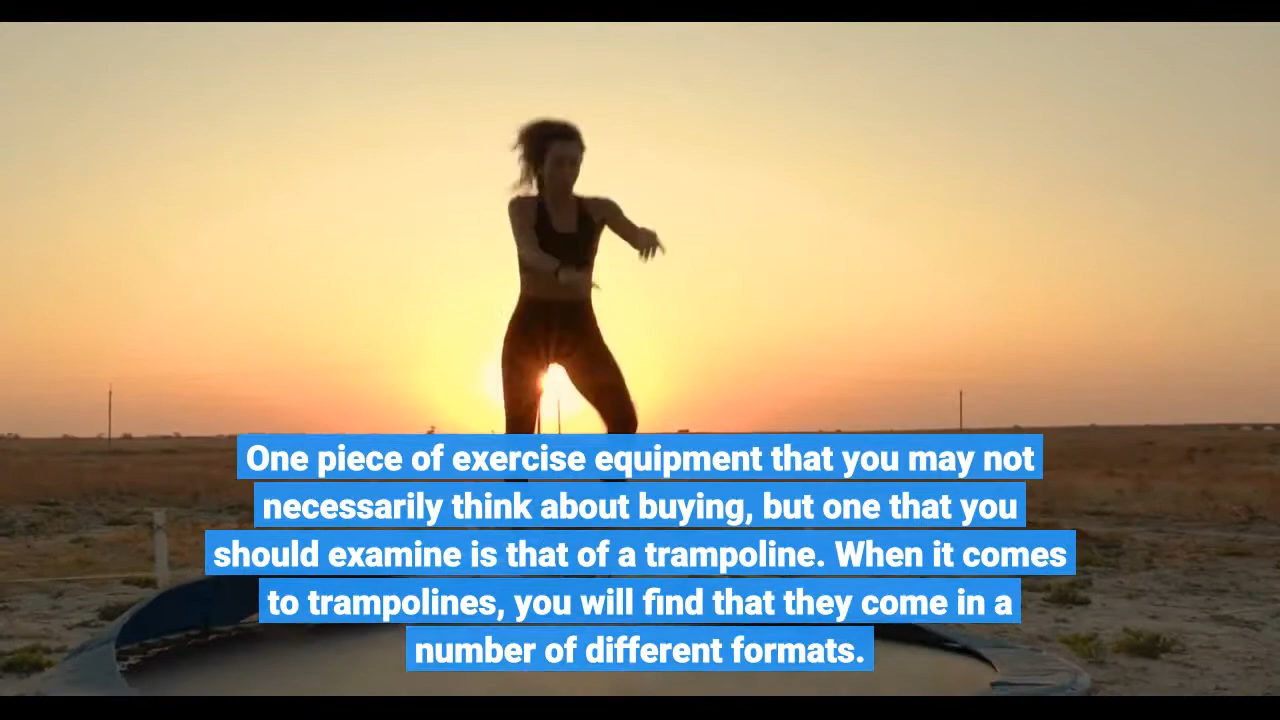 One piece of exercise equipment that you may not
necessarily think about buying, but one that you
should examine is that of a trampoline. When it comes
to trampolines, you will find that they come in a
number of different formats.